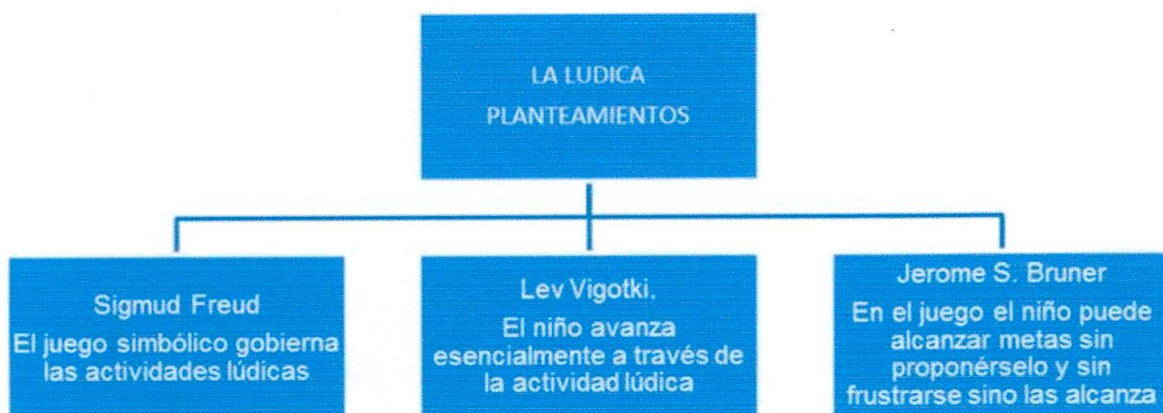 LA LUDICA
PLANTEAMIENTOS
Sigmud Freud
El juego simbólico gobierna
las actividades lúdicas
Lev Vigotki,
El niño avanza
esencialmente a través de
la actividad lúdica
Jerome S. Bruner
En el juego el niño puede
alcanzar metas sin
proponérselo y sin
frustrarse sino las alcanza